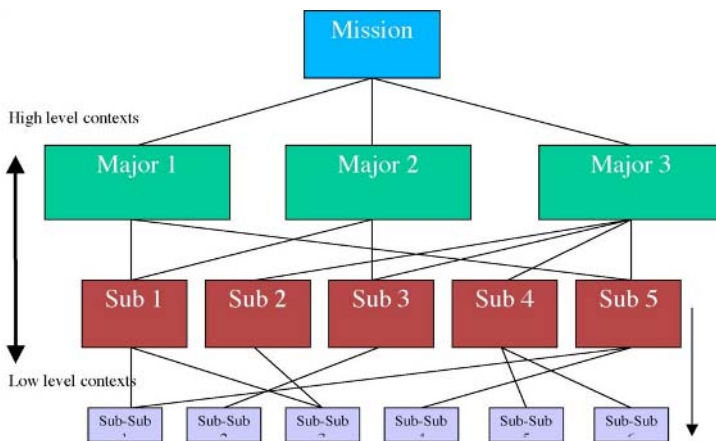 Mission
High level contexts
Major 1
Major 2
Major 3
Sub 1
Sub 2
Sub 3
Sub 4
Sub 5
Low level contexts
Sub-Sub
Sub-Sub
Sub-Sub
Sub-Sub
Sub-Sub
Sub-Sub